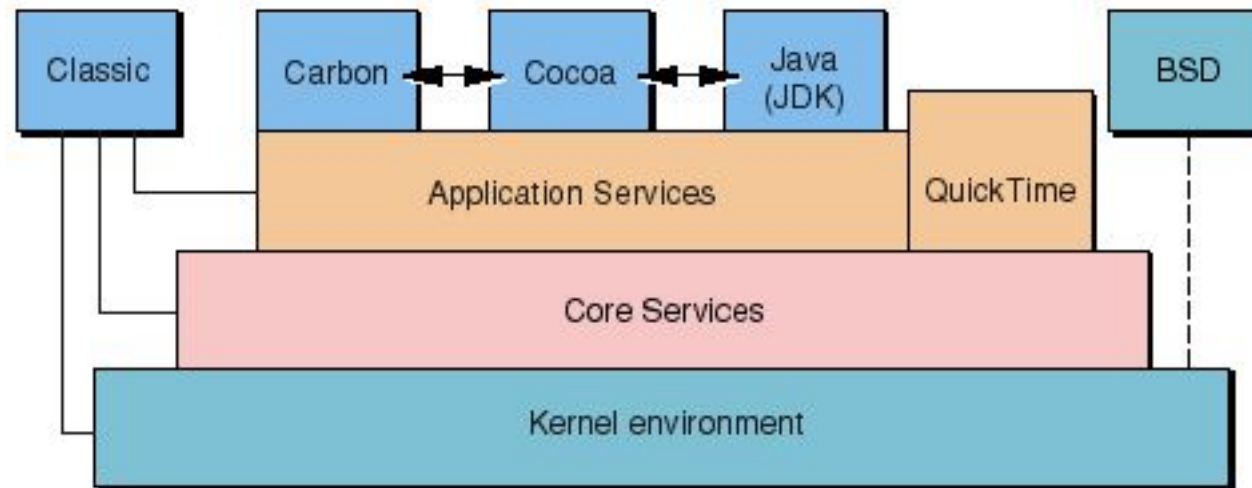 Classic
Carbon
Cocoa
Java
(JDK)
BSD
Application Services
QuickTime
Core Services
Kernel environment